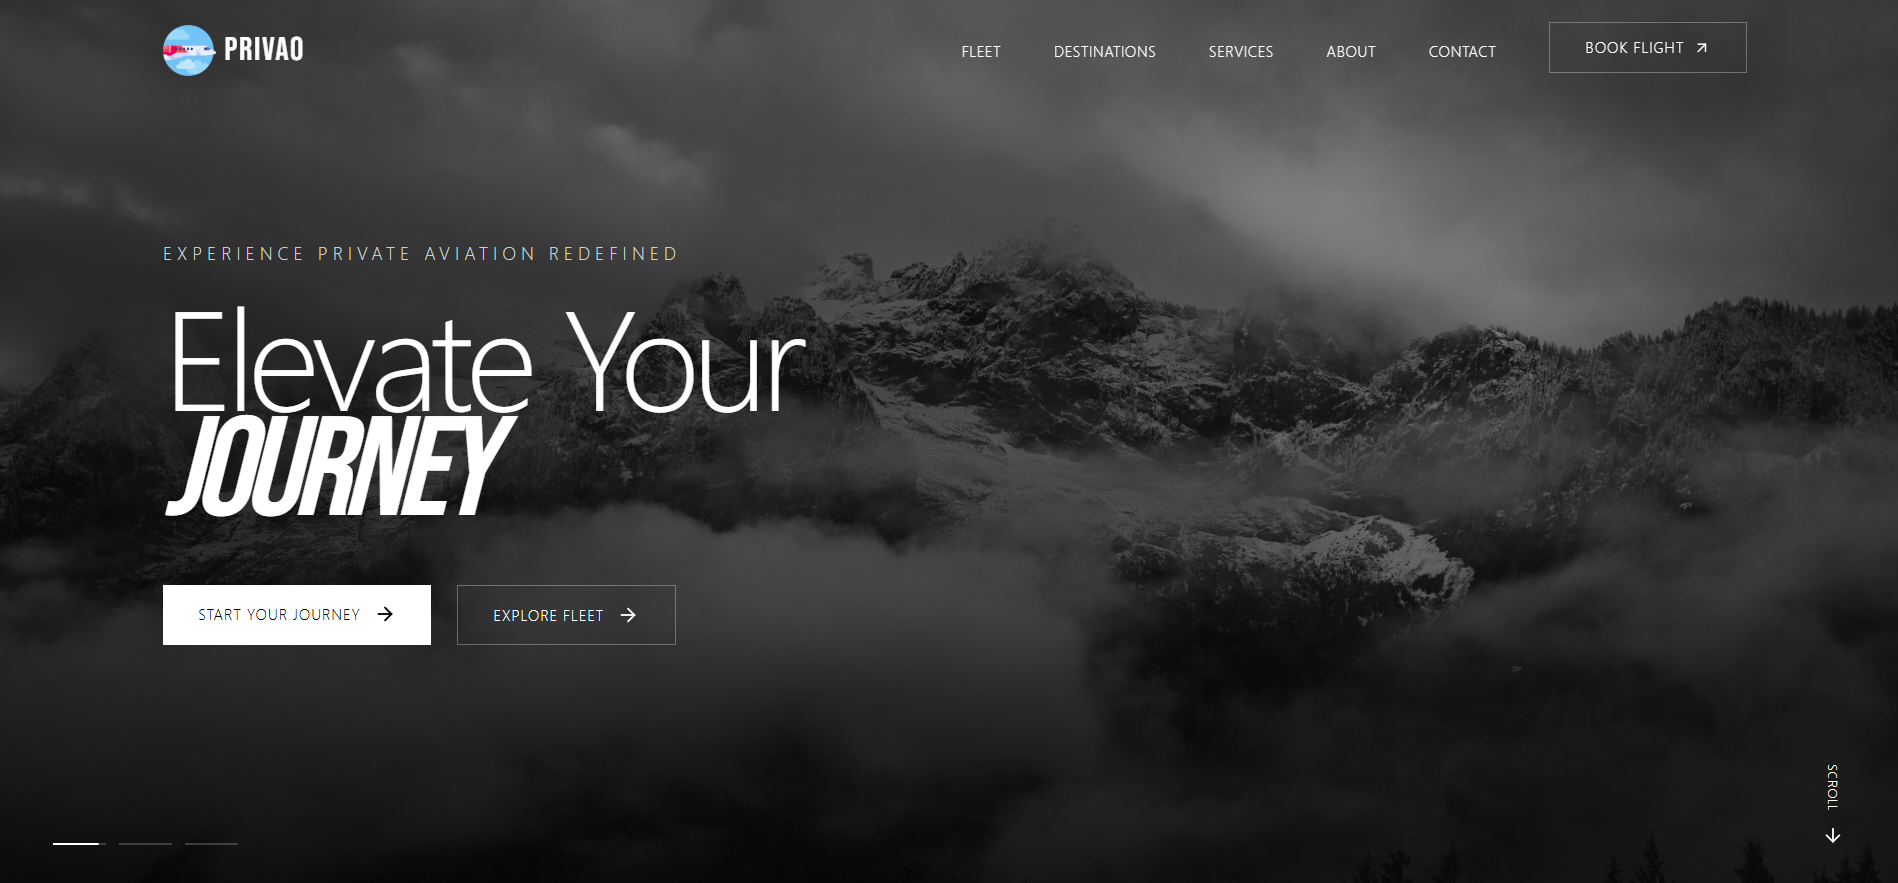 PRIVAO
FLEET
DESTINATIONS
SERVICES
ABOUT
CONTACT
BOOK FLIGHT
EXPERIENCE PRIVATE AVIATION REDEFINED
Elevate Your
JOURNEY
START YOUR JOURNEY
EXPLORE FLEET
SCROLL